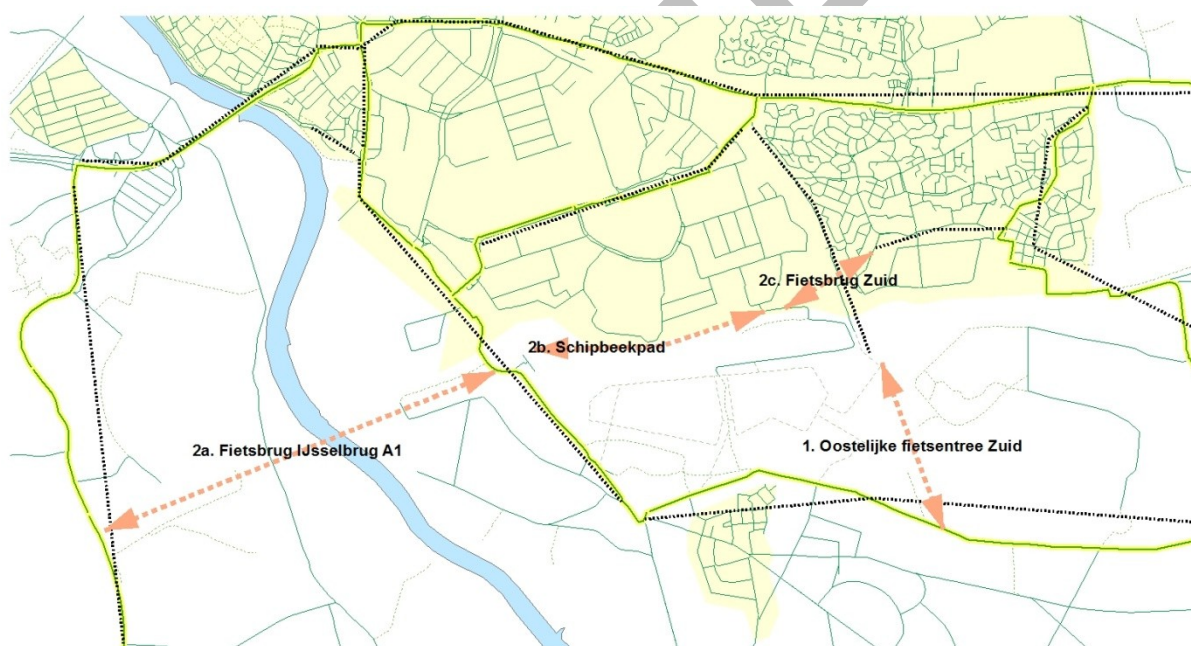 2c. Fietsbrug Zuid
2b. Schipbeekpad
2a. Fietsbrug IJsselbrug A1
1. Oostelijke fietsentree Zuid